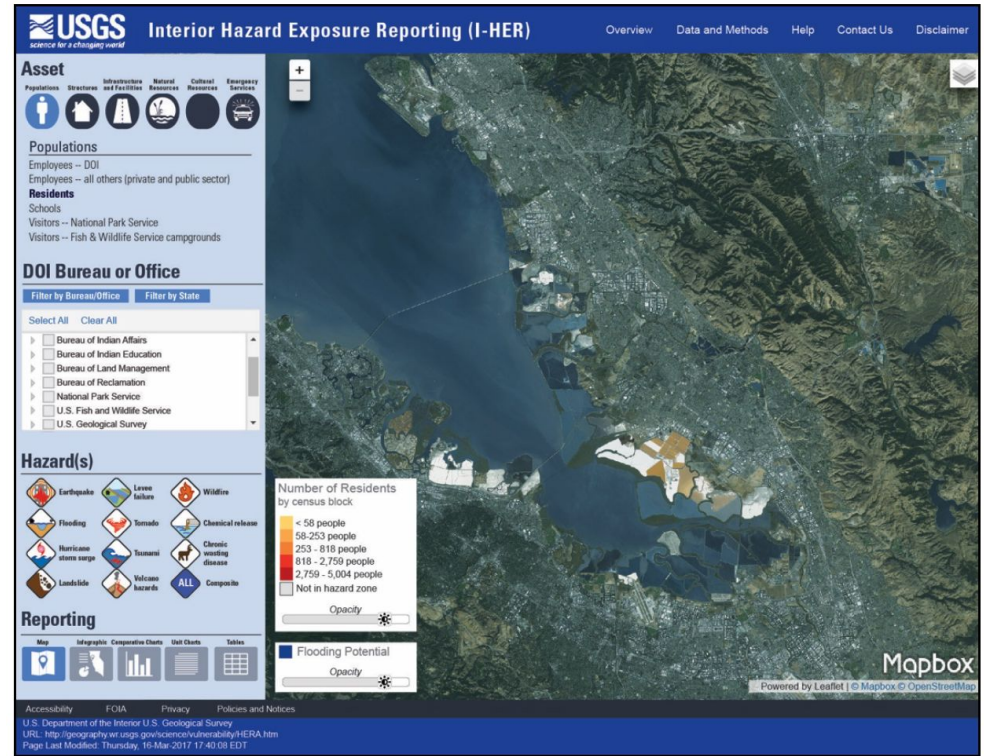 USGS
science for a changing world
Interior Hazard Exposure Reporting (I-HER)
Overview
Data and Methods
Help
Contact Us
Disclaimer
Asset
Populations
Structures
Infrastructure and Facilities
Natural Resources
Cultural Resources
Emergency Services
Populations
Employees -- DOI
Employees -- all others (private and public sector)
Residents
Schools
Visitors -- National Park Service
Visitors -- Fish & Wildlife Service campgrounds
DOI Bureau or Office
Filter by Bureau/Office
Filter by State
Select All
Clear All
Bureau of Indian Affairs
Bureau of Indian Education
Bureau of Land Management
Bureau of Reclamation
National Park Service
U.S. Fish and Wildlife Service
U.S. Geological Survey
Hazard(s)
Earthquake
Levee failure
Wildfire
Flooding
Tornado
Chemical release
Hurricane storm surge
Tsunami
Chronic wasting disease
Landslide
Volcano hazards
ALL
Composite
Reporting
Map
Infographic
Comparative Charts
Unit Charts
Tables
+
−
Number of Residents
by census block
< 58 people
58-253 people
253 - 818 people
818 - 2,759 people
2,759 - 5,004 people
Not in hazard zone
Opacity
Flooding Potential
Opacity
Mapbox
Powered by Leaflet | © Mapbox © OpenStreetMap
Accessibility
FOIA
Privacy
Policies and Notices
U.S. Department of the Interior U.S. Geological Survey
URL: http://geography.wr.usgs.gov/science/vulnerability/HERA.htm
Page Last Modified: Thursday, 16-Mar-2017 17:40:08 EDT